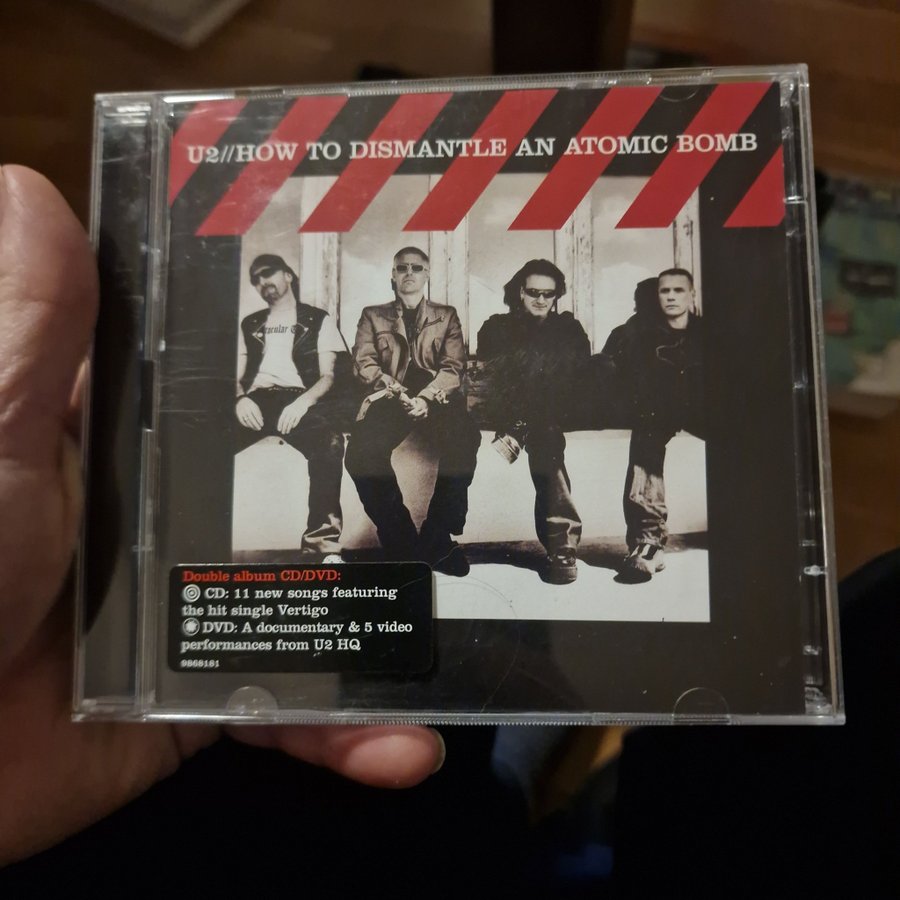 U2//HOW TO DISMANTLE AN ATOMIC BOMB
Double album CD/DVD:
CD: 11 new songs featuring
the hit single Vertigo
DVD: A documentary & 5 video
performances from U2 HQ
9868181